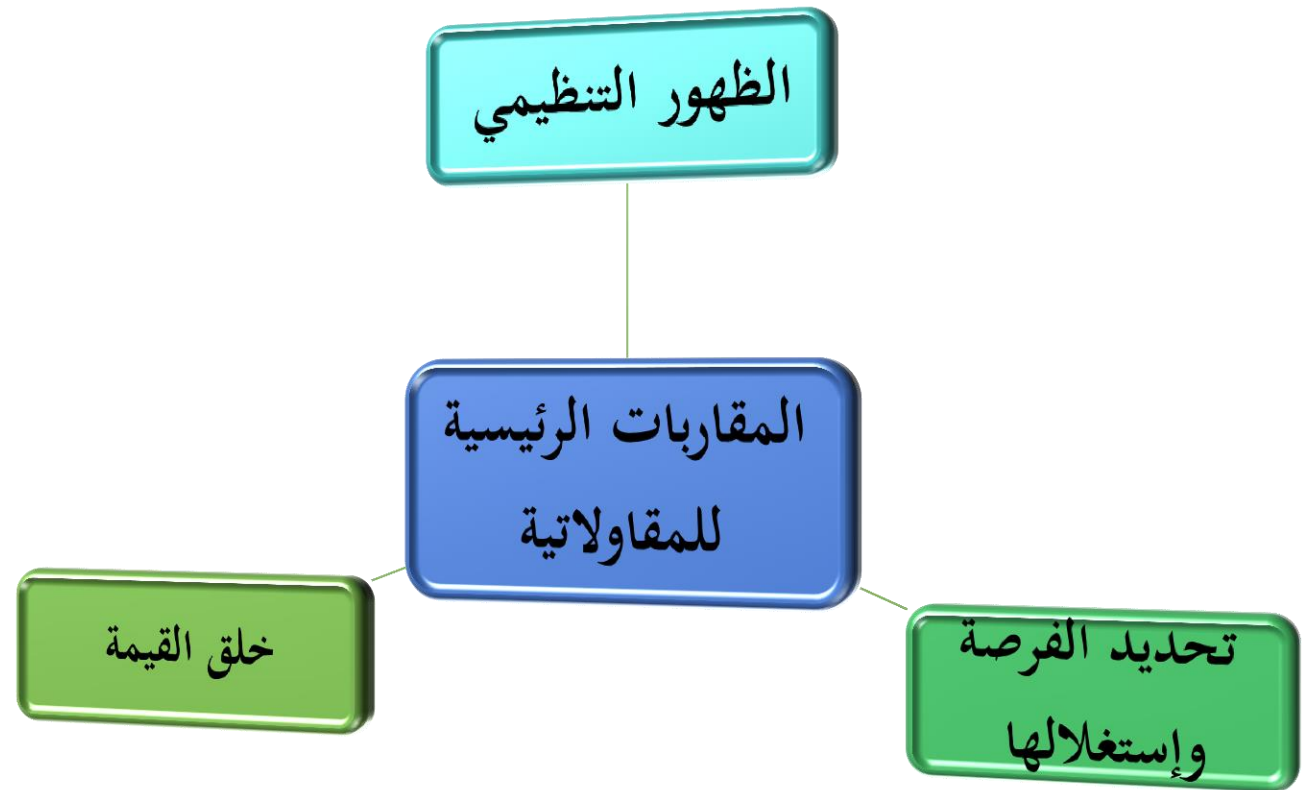 الظهور التنظيمي
المقاربات الرئيسية
للمقاولاتية
تحديد الفرصة
وإستغلالها
خلق القيمة